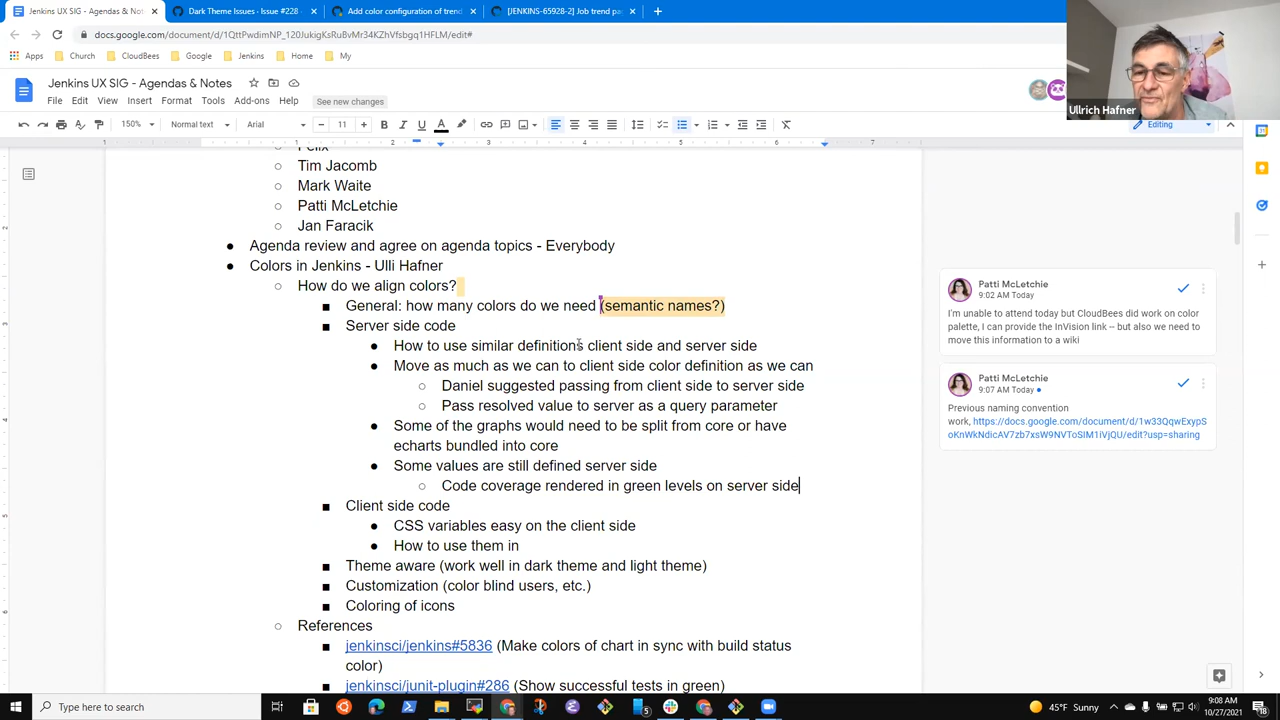 Jenkins UX SIG - Agendas & Not
Dark Theme Issues · Issue #228 ·
Add color configuration of trend
[JENKINS-65928-2] Job trend pag
docs.google.com/document/d/1QttPwdimNP_120JukigKsRuBvMr34KZhVfsbgq1HFLM/edit#
Apps
Church
CloudBees
Google
Jenkins
Home
My
Jenkins UX SIG - Agendas & Notes
File Edit View Insert Format Tools Add-ons Help
See new changes
150%
Normal text
Arial
11
Editing
Ullrich Hafner
1 1 2 3 4 5 6 7
Felix
Tim Jacomb
Mark Waite
Patti McLetchie
Jan Faracik
Agenda review and agree on agenda topics - Everybody
Colors in Jenkins - Ulli Hafner
How do we align colors?
General: how many colors do we need (semantic names?)
Server side code
How to use similar definitions client side and server side
Move as much as we can to client side color definition as we can
Daniel suggested passing from client side to server side
Pass resolved value to server as a query parameter
Some of the graphs would need to be split from core or have
echarts bundled into core
Some values are still defined server side
Code coverage rendered in green levels on server side
Client side code
CSS variables easy on the client side
How to use them in
Theme aware (work well in dark theme and light theme)
Customization (color blind users, etc.)
Coloring of icons
References
jenkinsci/jenkins#5836 (Make colors of chart in sync with build status
color)
jenkinsci/junit-plugin#286 (Show successful tests in green)
Patti McLetchie
9:02 AM Today
I'm unable to attend today but CloudBees did work on color
palette, I can provide the InVision link -- but also we need to
move this information to a wiki
Patti McLetchie
9:07 AM Today
Previous naming convention
work, https://docs.google.com/document/d/1w33QqwExypS
oKnWkNdicAV7zb7xsW9NVToSIM1iVjQU/edit?usp=sharing
Type here to search
45°F Sunny
9:08 AM
10/27/2021
18